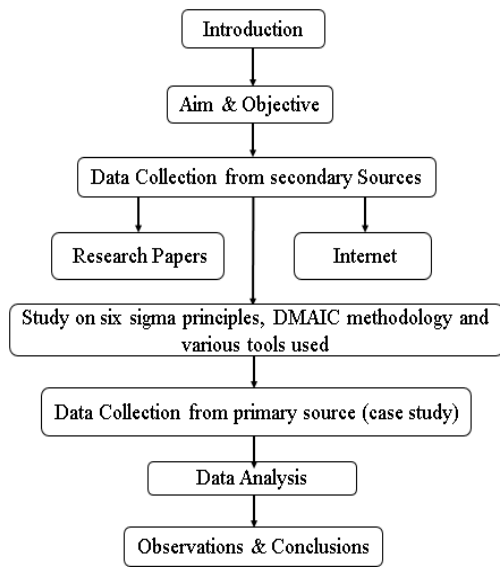 Introduction
Aim & Objective
Data Collection from secondary Sources
Research Papers
Internet
Study on six sigma principles, DMAIC methodology and
various tools used
Data Collection from primary source (case study)
Data Analysis
Observations & Conclusions